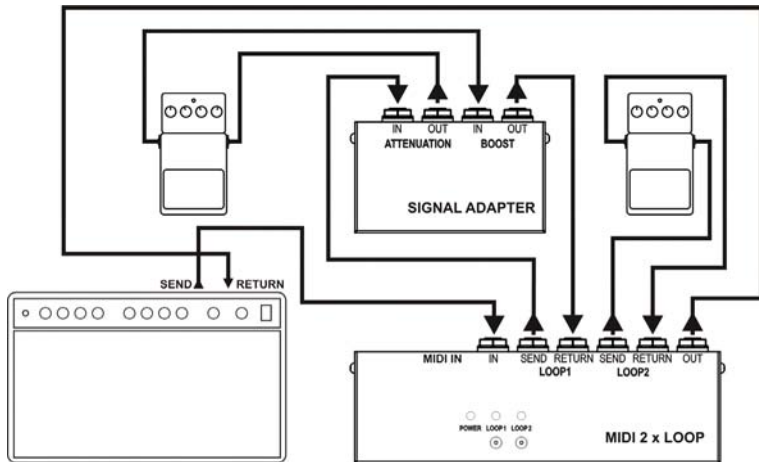 IN OUT IN OUT
ATTENUATION BOOST
SIGNAL ADAPTER
SEND RETURN
MIDI IN IN SEND RETURN SEND RETURN OUT
LOOP1 LOOP2
POWER LOOP1 LOOP2
MIDI 2 x LOOP